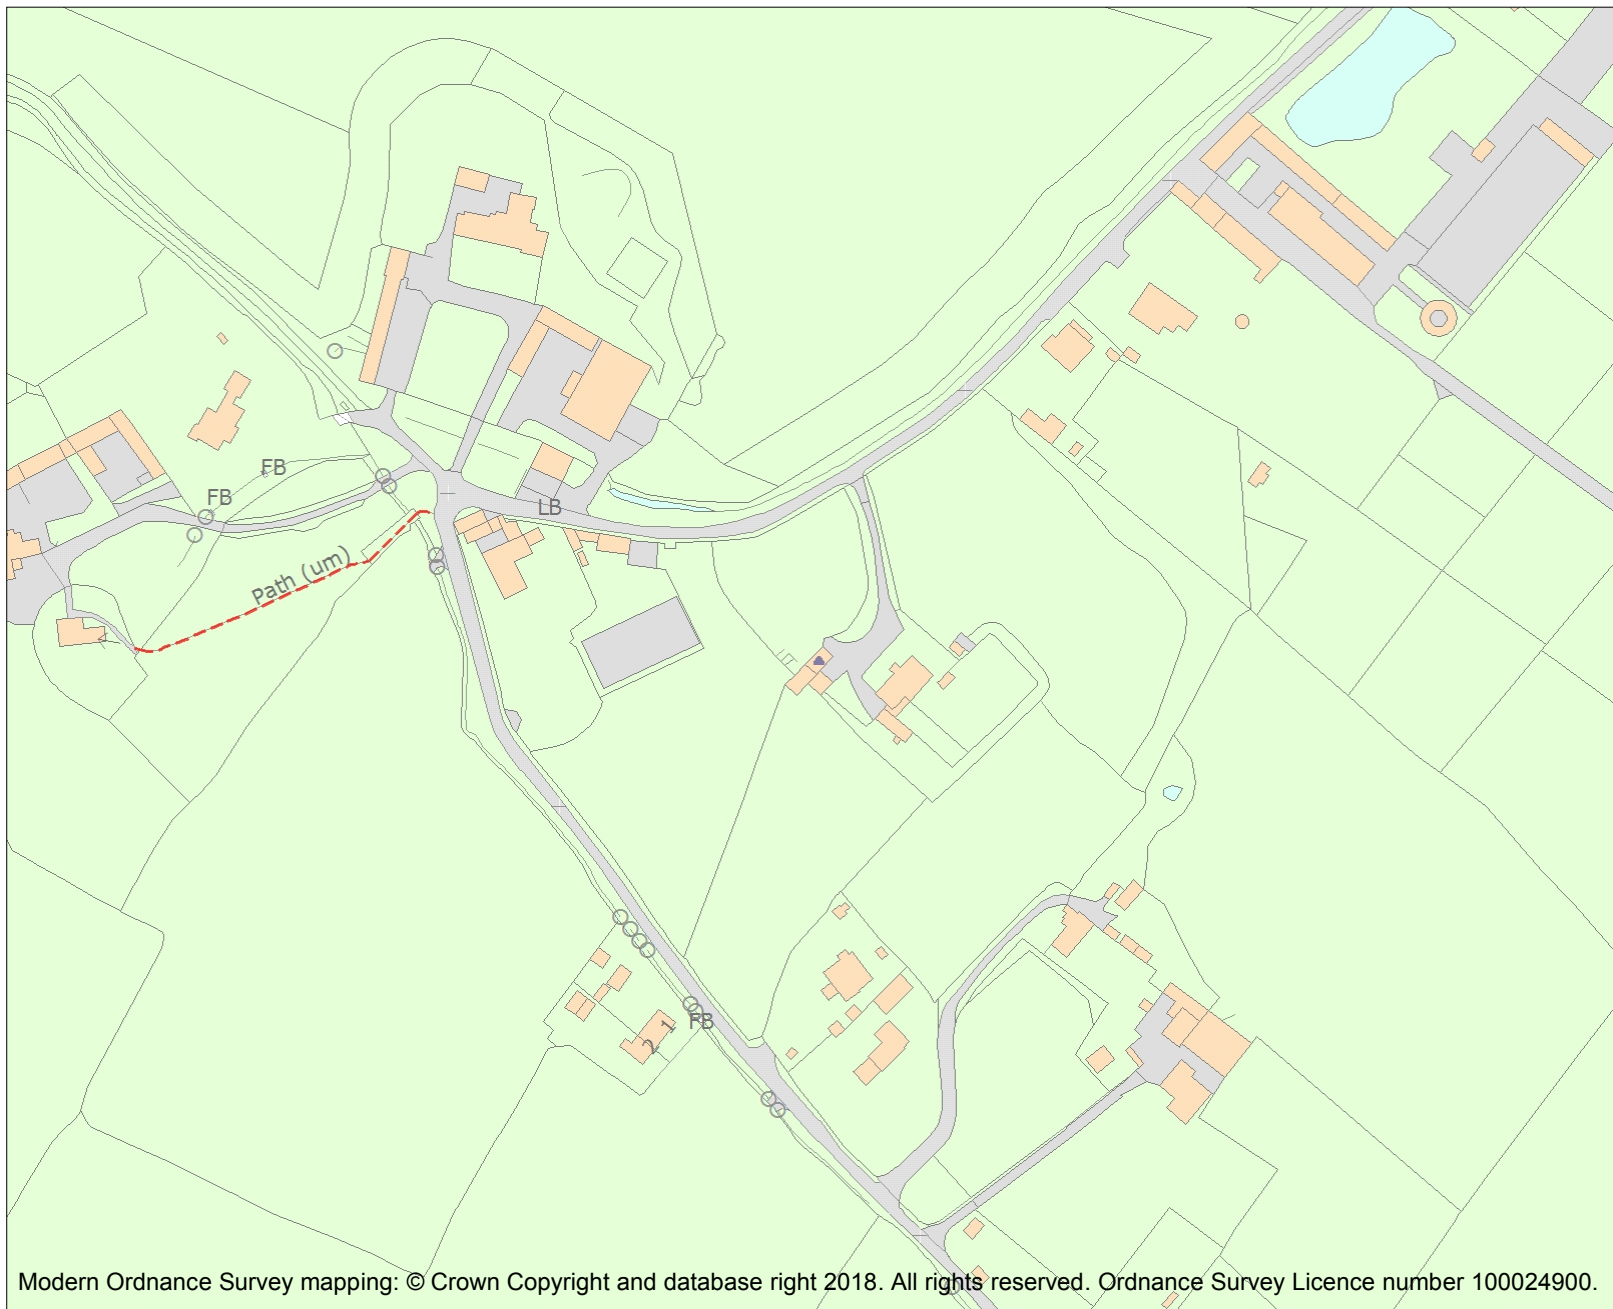 FB
FB
LB
Path (um)
FB
1
2
Modern Ordnance Survey mapping: © Crown Copyright and database right 2018. All rights reserved. Ordnance Survey Licence number 100024900.